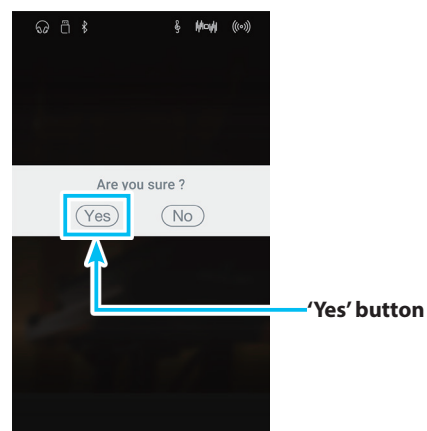 Are you sure ?
Yes No
‘Yes’ button